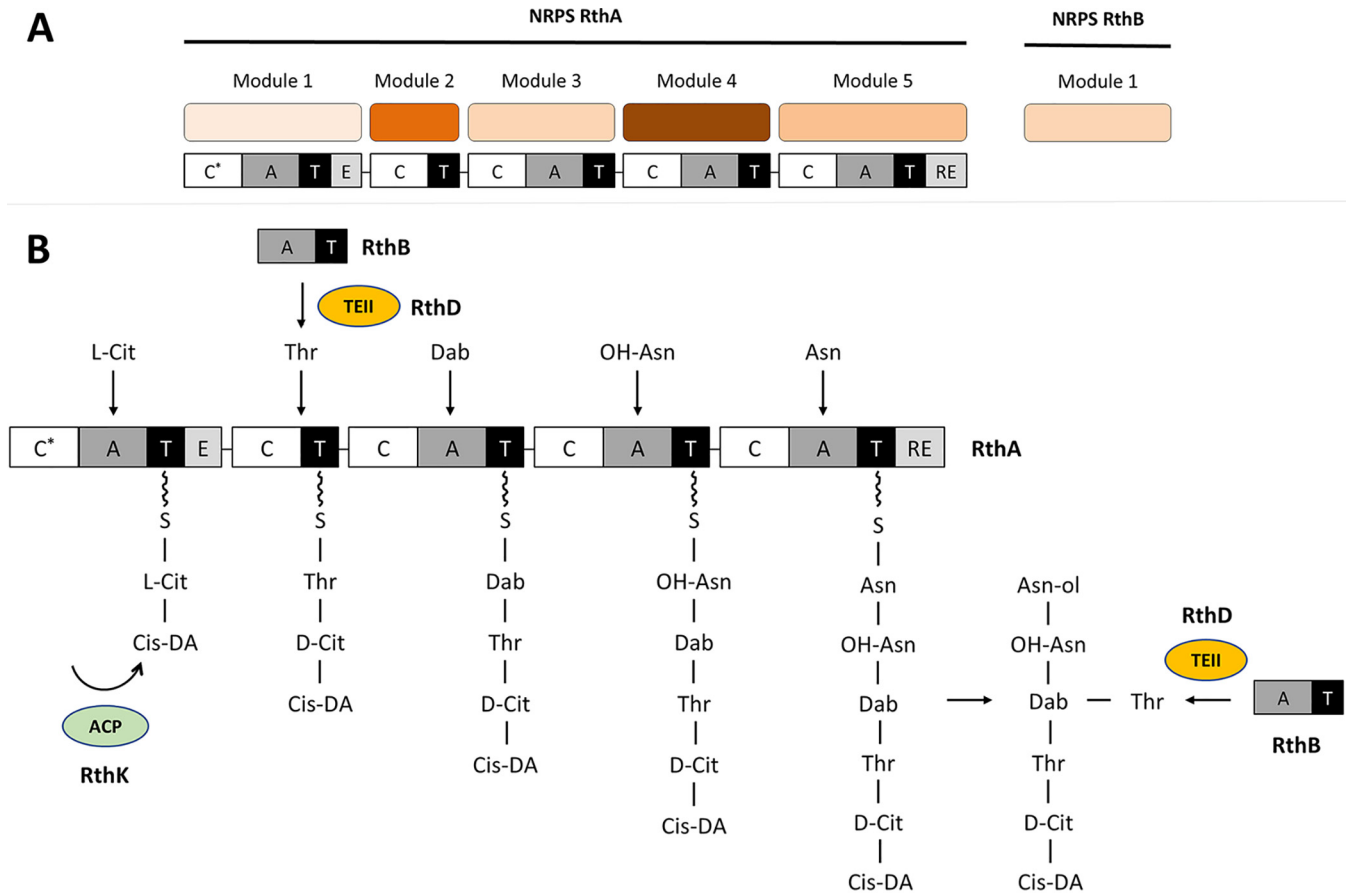 A
NRPS RthA NRPS RthB
Module 1 Module 2 Module 3 Module 4 Module 5 Module 1
C* A T E C T C A T C A T C A T RE
B
A T RthB
TEII RthD
L-Cit Thr Dab OH-Asn Asn
C* A T E C T C A T C A T C A T RE RthA
S S S S S
L-Cit Thr Dab OH-Asn Asn Asn-ol
Cis-DA D-Cit Thr Dab OH-Asn OH-Asn RthD
TEII
Cis-DA D-Cit Thr Dab Dab Thr A T
ACP
RthB
RthK Cis-DA D-Cit Thr Thr
Cis-DA D-Cit D-Cit
Cis-DA Cis-DA